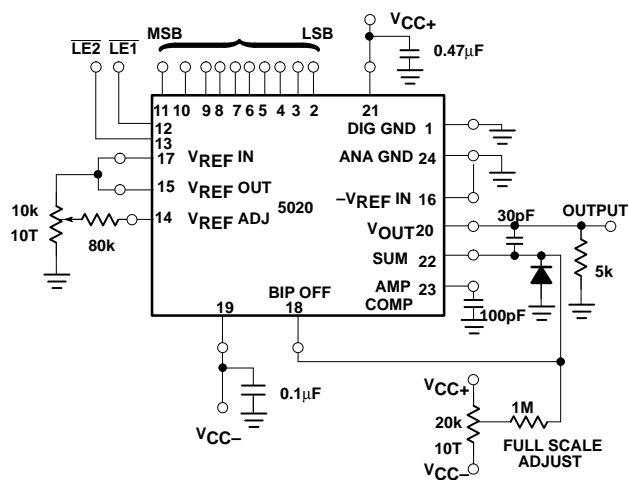 LE2 LE1 MSB LSB
VCC+
0.47µF
11 10 9 8 7 6 5 4 3 2
21
12
13
DIG GND 1
17 VREF IN
ANA GND 24
15 VREF OUT
–VREF IN 16
5020
10k
10T
80k
14 VREF ADJ
30pF
OUTPUT
VOUT 20
SUM 22
5k
AMP COMP 23
100pF
19
BIP OFF
18
0.1µF
VCC–
VCC+
20k
10T
1M
FULL SCALE
ADJUST
VCC–